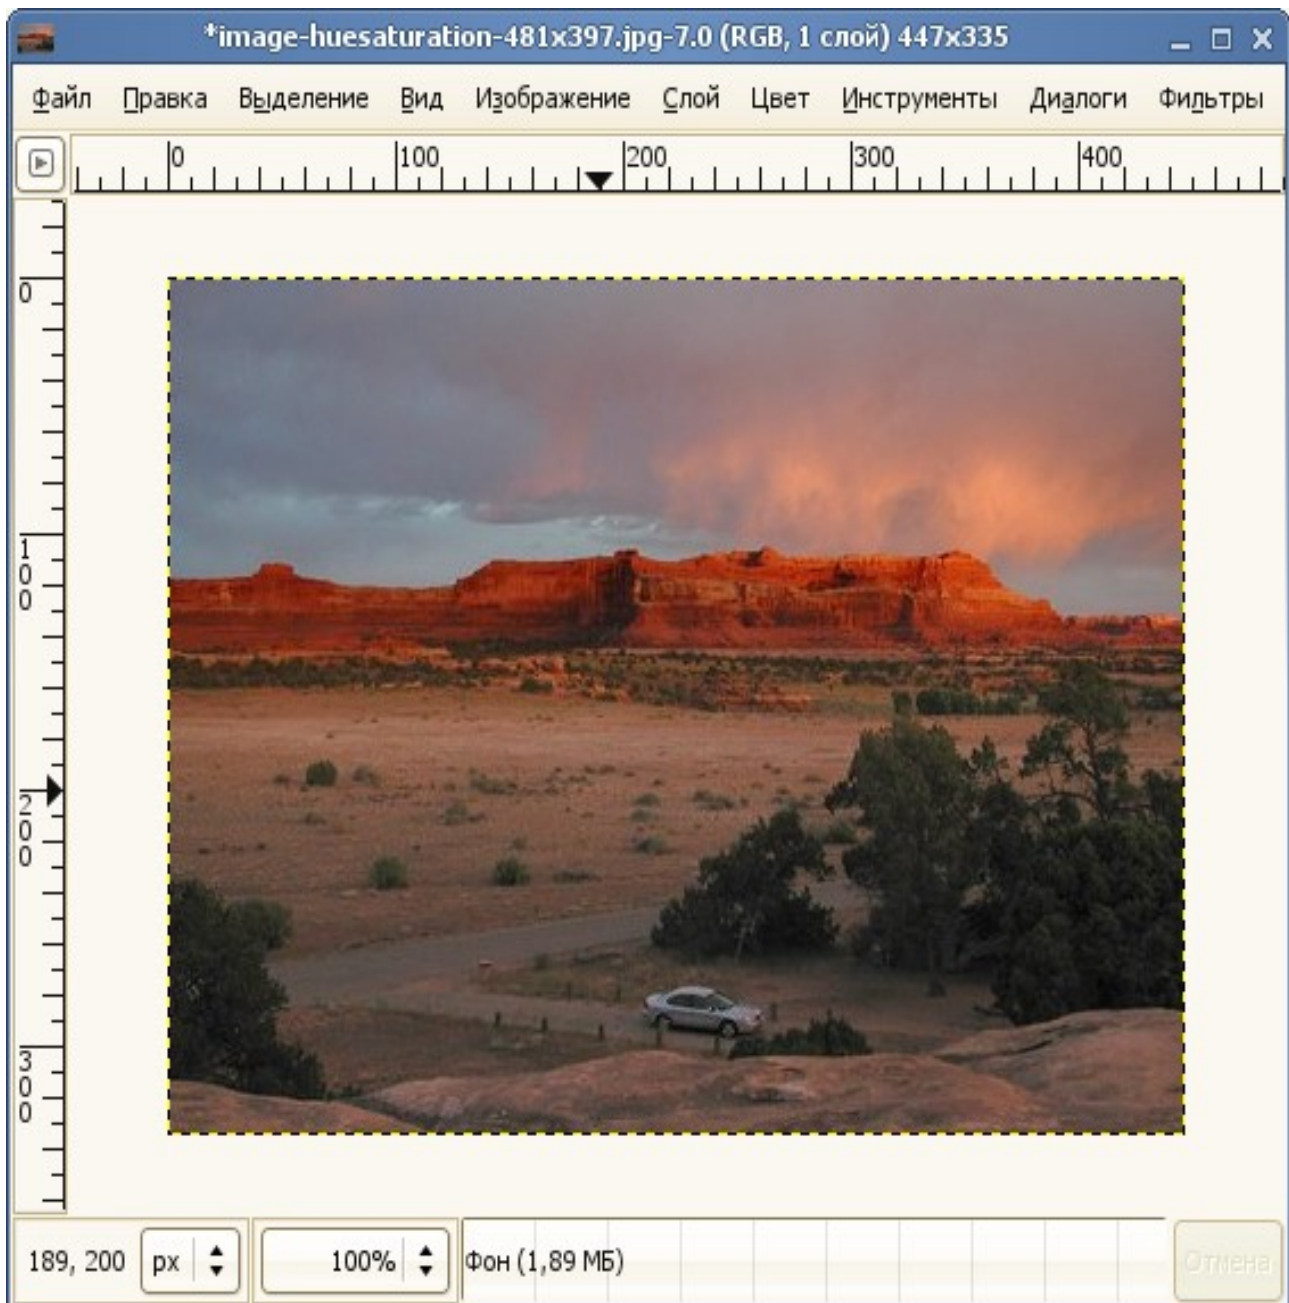 *image-huesaturation-481x397.jpg-7.0 (RGB, 1 слой) 447x335
Файл Правка Выделение Вид Изображение Слой Цвет Инструменты Диалоги Фильтры
0 100 200 300 400
0
100
200
300
189, 200 px 100% Фон (1,89 МБ) Отмена